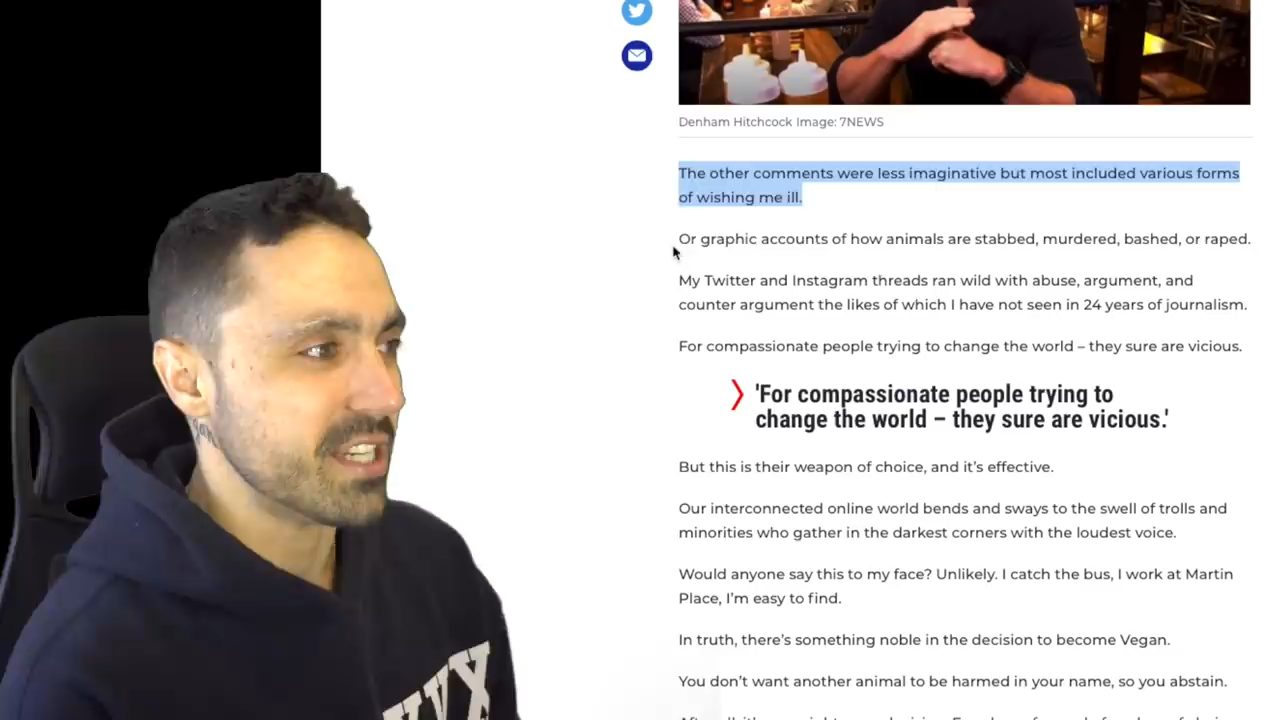 Denham Hitchcock Image: 7NEWS
The other comments were less imaginative but most included various forms
of wishing me ill.
Or graphic accounts of how animals are stabbed, murdered, bashed, or raped.
My Twitter and Instagram threads ran wild with abuse, argument, and
counter argument the likes of which I have not seen in 24 years of journalism.
For compassionate people trying to change the world – they sure are vicious.
'For compassionate people trying to
change the world – they sure are vicious.'
But this is their weapon of choice, and it's effective.
Our interconnected online world bends and sways to the swell of trolls and
minorities who gather in the darkest corners with the loudest voice.
Would anyone say this to my face? Unlikely. I catch the bus, I work at Martin
Place, I'm easy to find.
In truth, there's something noble in the decision to become Vegan.
You don't want another animal to be harmed in your name, so you abstain.